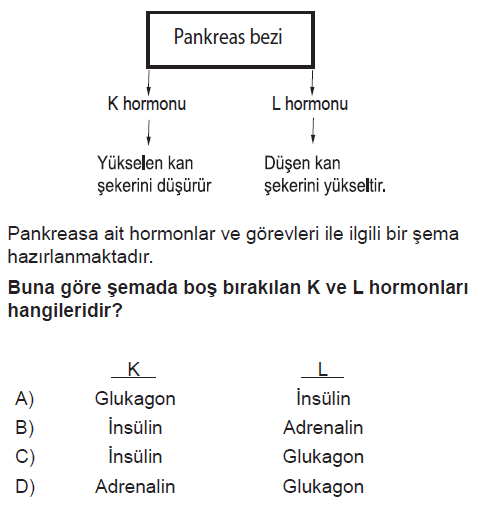 Pankreas bezi
K hormonu L hormonu
Yükselen kan
şekerini düşürür
Düşen kan
şekerini yükseltir.
Pankreasa ait hormonlar ve görevleri ile ilgili bir şema
hazırlanmaktadır.
Buna göre şemada boş bırakılan K ve L hormonları
hangileridir?
K L
A) Glukagon İnsülin
B) İnsülin Adrenalin
C) İnsülin Glukagon
D) Adrenalin Glukagon